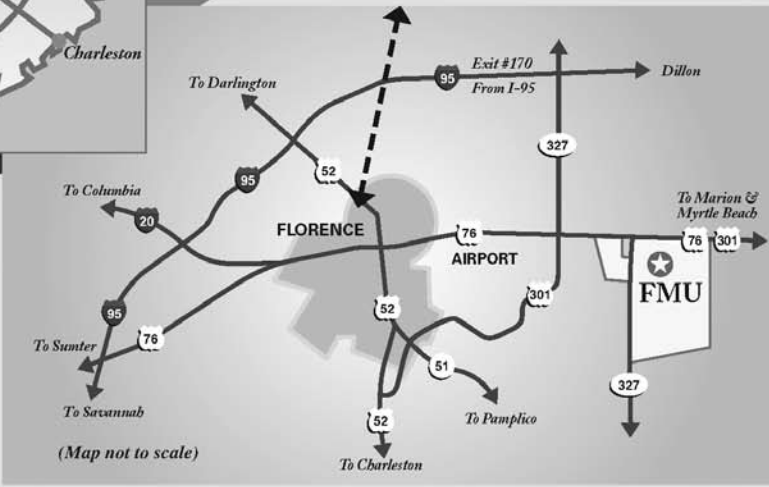 Charleston
Exit #170
From I-95
95
Dillon
To Darlington
327
52
95
To Columbia
20
To Marion &
Myrtle Beach
FLORENCE
76
76
301
AIRPORT
FMU
301
52
95
76
To Sumter
51
327
To Savannah
52
To Pamplico
(Map not to scale)
To Charleston